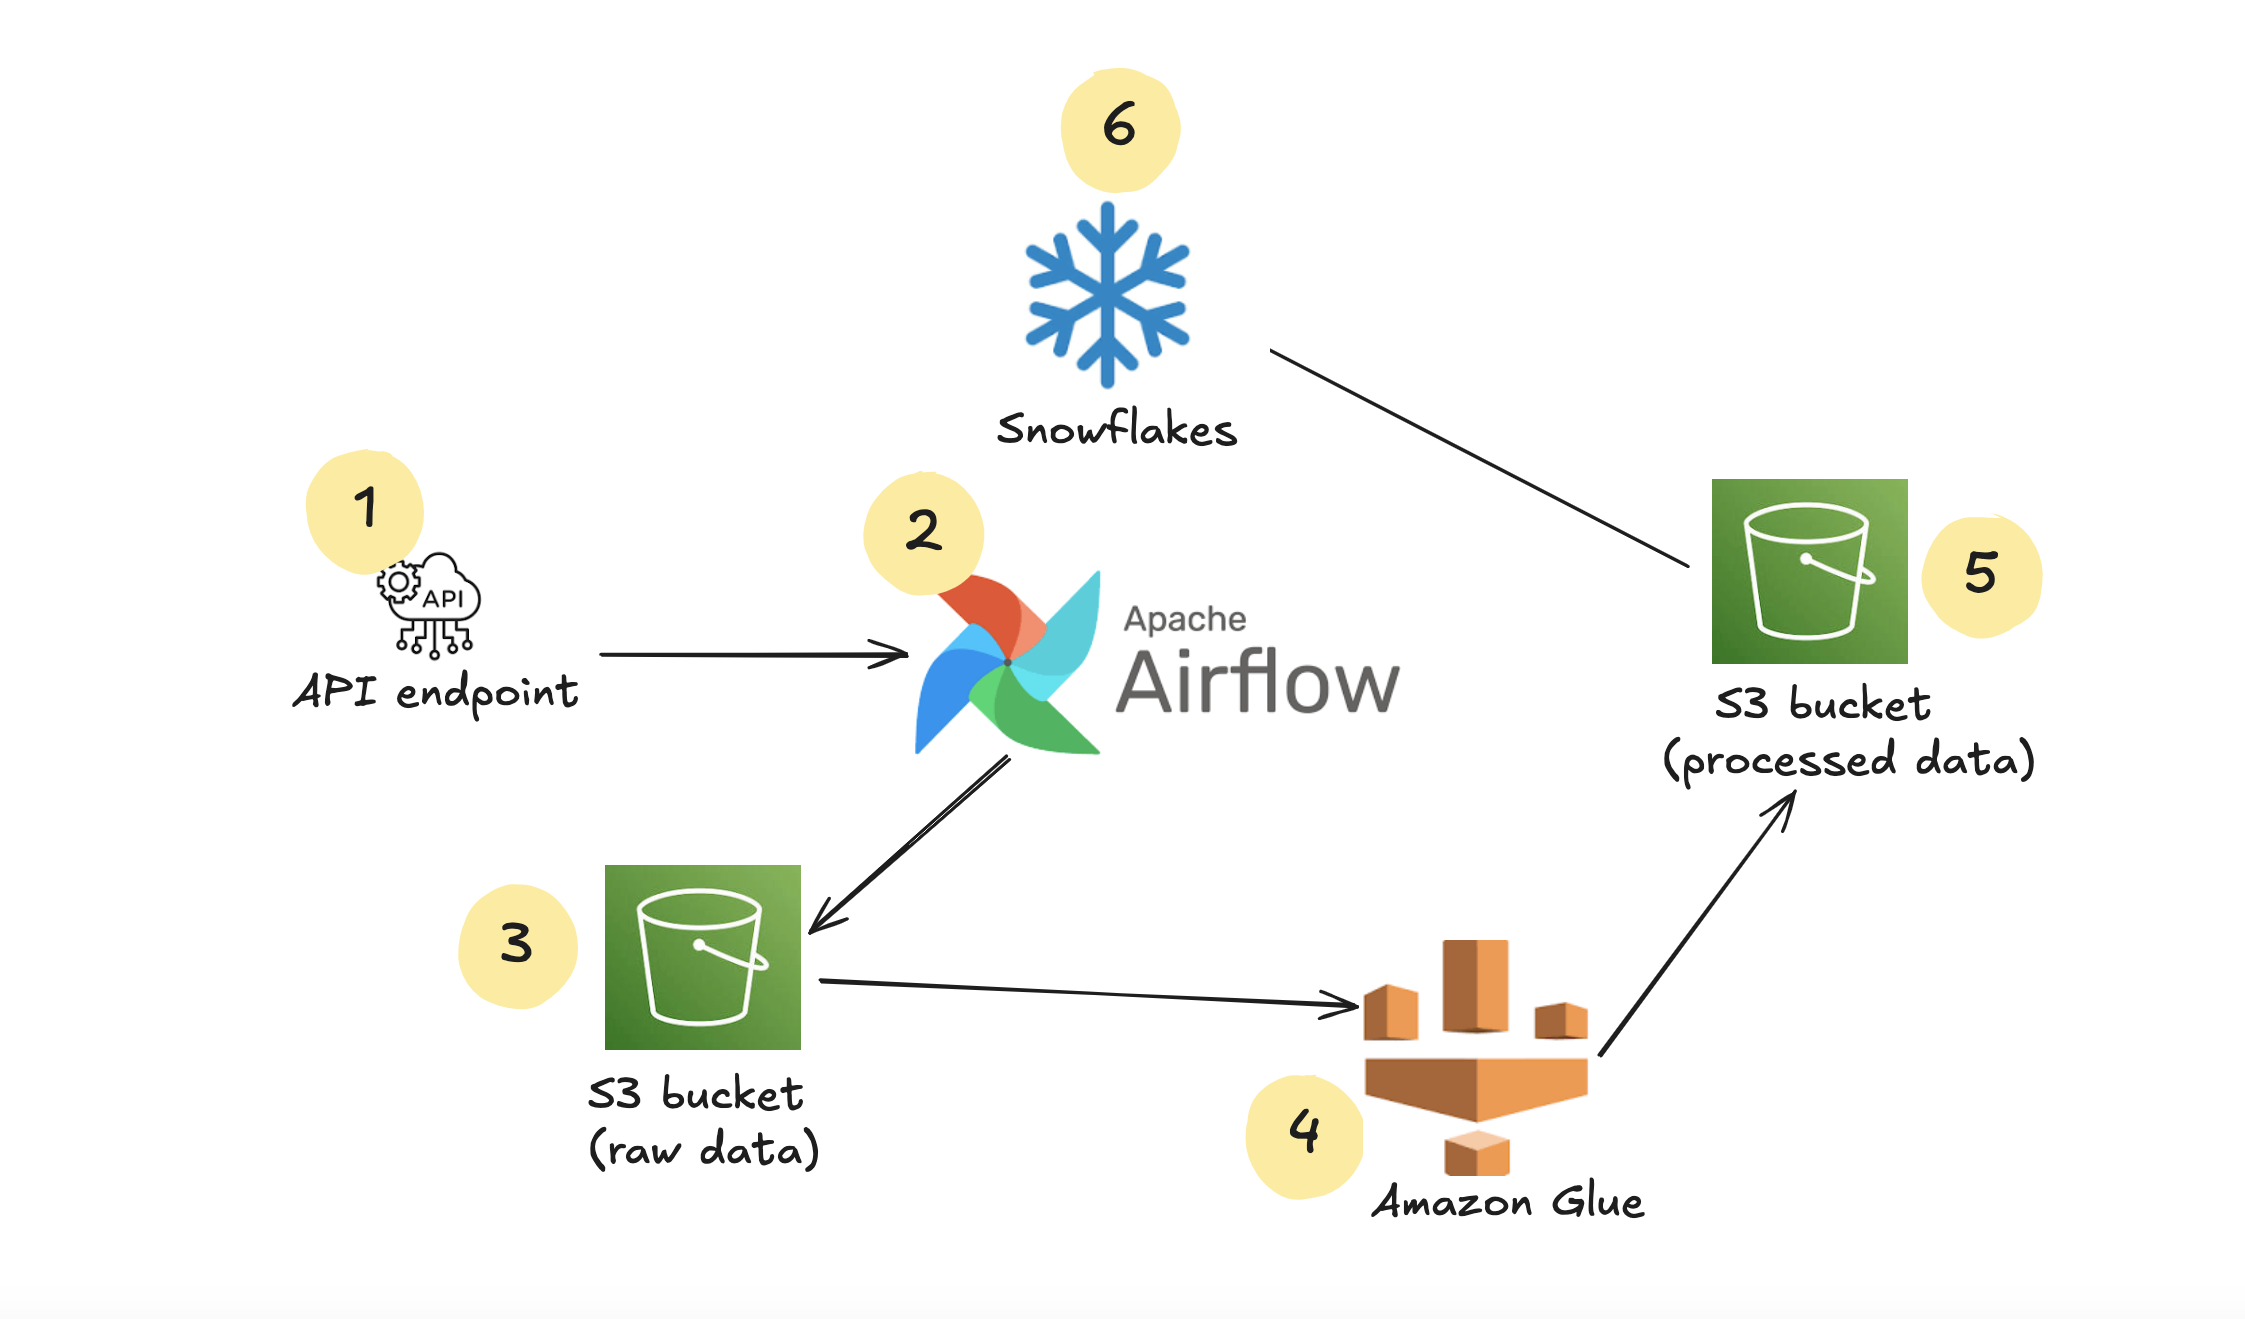 6
Snowflakes
1
API
API endpoint
2
Apache
Airflow
5
S3 bucket
(processed data)
3
S3 bucket
(raw data)
4
Amazon Glue